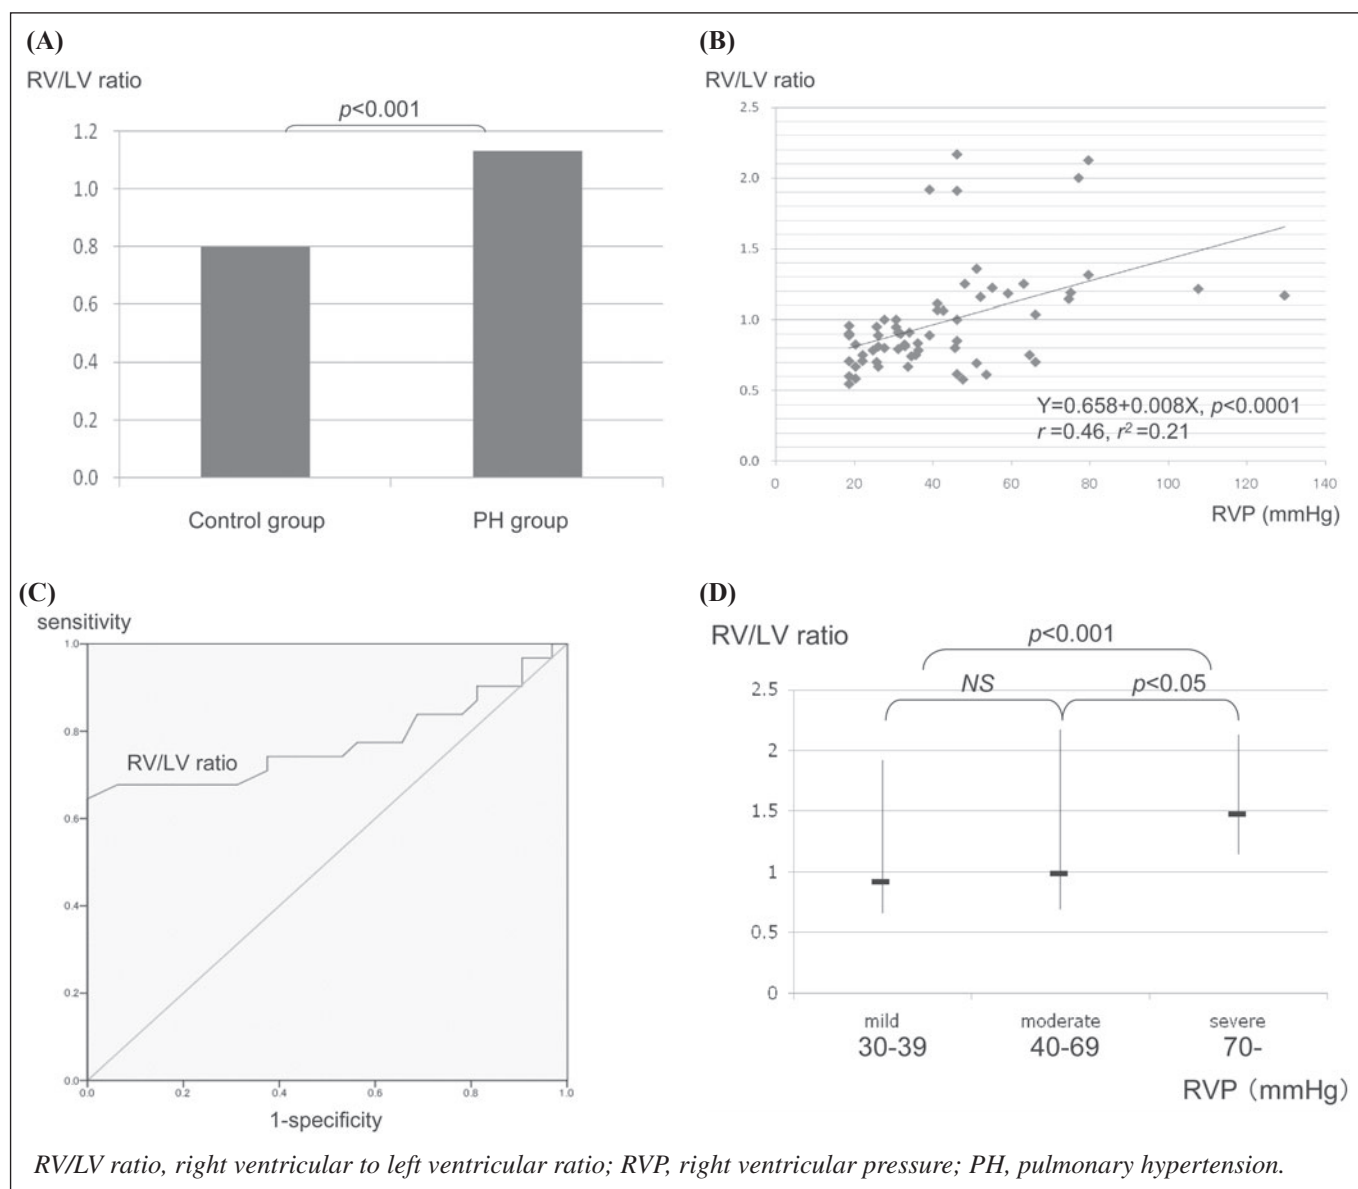 (A)
RV/LV ratio
p<0.001
1.2
1.0
0.8
0.6
0.4
0.2
0.0
Control group PH group
(B)
RV/LV ratio
2.5
2.0
1.5
1.0
0.5
0.0
Y=0.658+0.008X, p<0.0001
r=0.46, r²=0.21
0 20 40 60 80 100 120 140
RVP (mmHg)
(C)
sensitivity
1.0
0.8
RV/LV ratio
0.6
0.4
0.2
0.0
0.0 0.2 0.4 0.6 0.8 1.0
1-specificity
(D)
RV/LV ratio
p<0.001
NS p<0.05
2.5
2
1.5
1
0.5
0
mild moderate severe
30-39 40-69 70-
RVP (mmHg)
RV/LV ratio, right ventricular to left ventricular ratio; RVP, right ventricular pressure; PH, pulmonary hypertension.